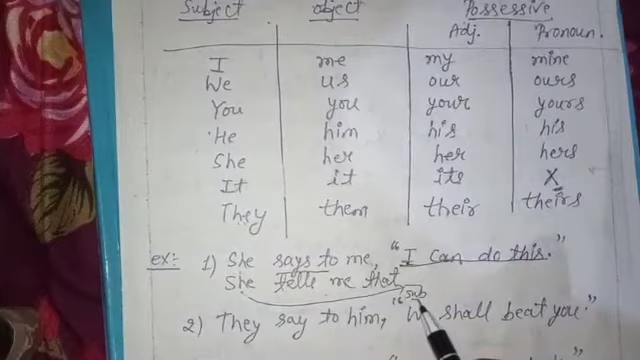 Subject object Possessive
Adj. Pronoun.
I me my mine
We us our ours
You you your yours
He him his his
She her her hers
It it its X
They them their theirs
ex:- 1) She says to me, "I can do this."
She tells me that
"sub
2) They say to him, shall beat you."